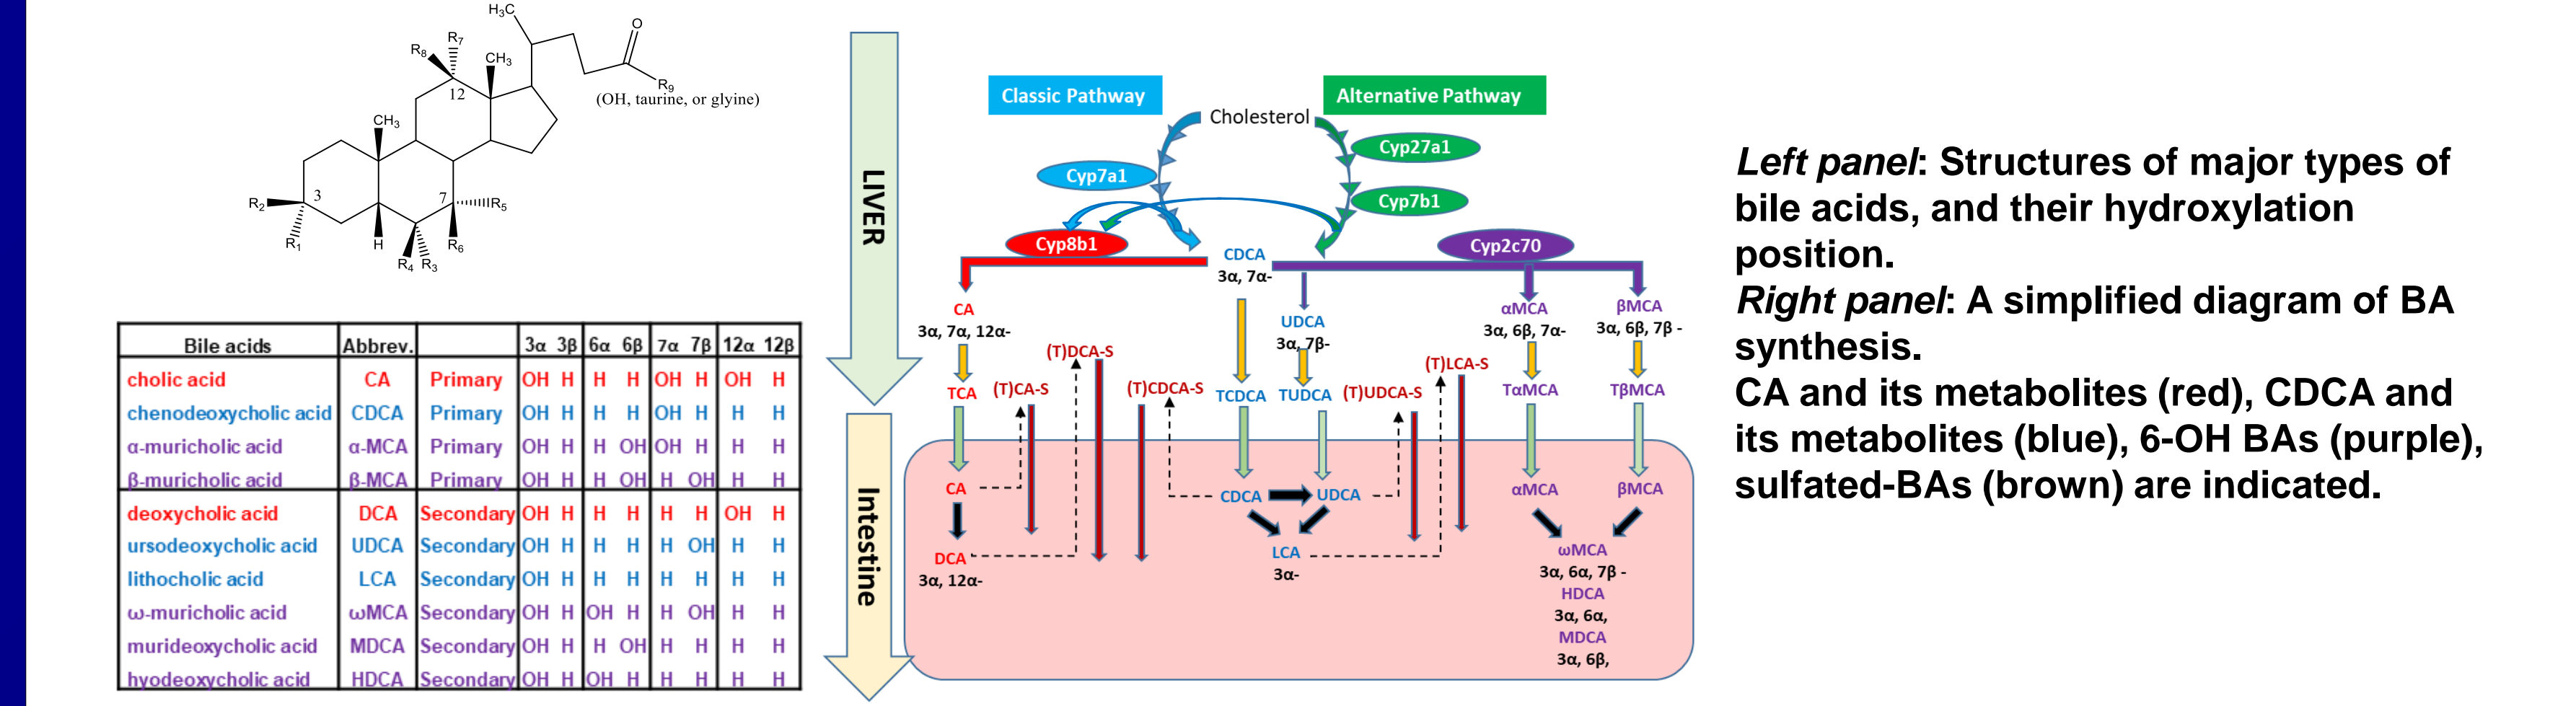 H₃C
O
R₈
R₇
CH₃
12
R₉
(OH, taurine, or glyine)
CH₃
R₂
3
7
R₅
R₁
H
R₄
R₃
R₆
Bile acids Abbrev. 3α 3β 6α 6β 7α 7β 12α 12β
cholic acid CA Primary OH H H H OH H OH H
chenodeoxycholic acid CDCA Primary OH H H H OH H H H
α-muricholic acid α-MCA Primary OH H H OH OH H H H
β-muricholic acid β-MCA Primary OH H H OH H OH H H
deoxycholic acid DCA Secondary OH H H H H H OH H
ursodeoxycholic acid UDCA Secondary OH H H H H OH H H
lithocholic acid LCA Secondary OH H H H H H H H
ω-muricholic acid ωMCA Secondary OH H OH H H OH H H
murideoxycholic acid MDCA Secondary OH H H OH H H H H
hyodeoxycholic acid HDCA Secondary OH H OH H H H H H
LIVER
Intestine
Classic Pathway
Alternative Pathway
Cholesterol
Cyp27a1
Cyp7a1
Cyp7b1
Cyp8b1
Cyp2c70
CDCA
3α, 7α-
CA
3α, 7α, 12α-
UDCA
3α, 7β-
αMCA
3α, 6β, 7α-
βMCA
3α, 6β, 7β -
(T)DCA-S
(T)LCA-S
TCA
(T)CA-S
(T)CDCA-S
TCDCA
TUDCA
(T)UDCA-S
TαMCA
TβMCA
CA
CDCA
UDCA
αMCA
βMCA
DCA
3α, 12α-
LCA
3α-
ωMCA
3α, 6α, 7β -
HDCA
3α, 6α,
MDCA
3α, 6β,
Left panel: Structures of major types of
bile acids, and their hydroxylation
position.
Right panel: A simplified diagram of BA
synthesis.
CA and its metabolites (red), CDCA and
its metabolites (blue), 6-OH BAs (purple),
sulfated-BAs (brown) are indicated.